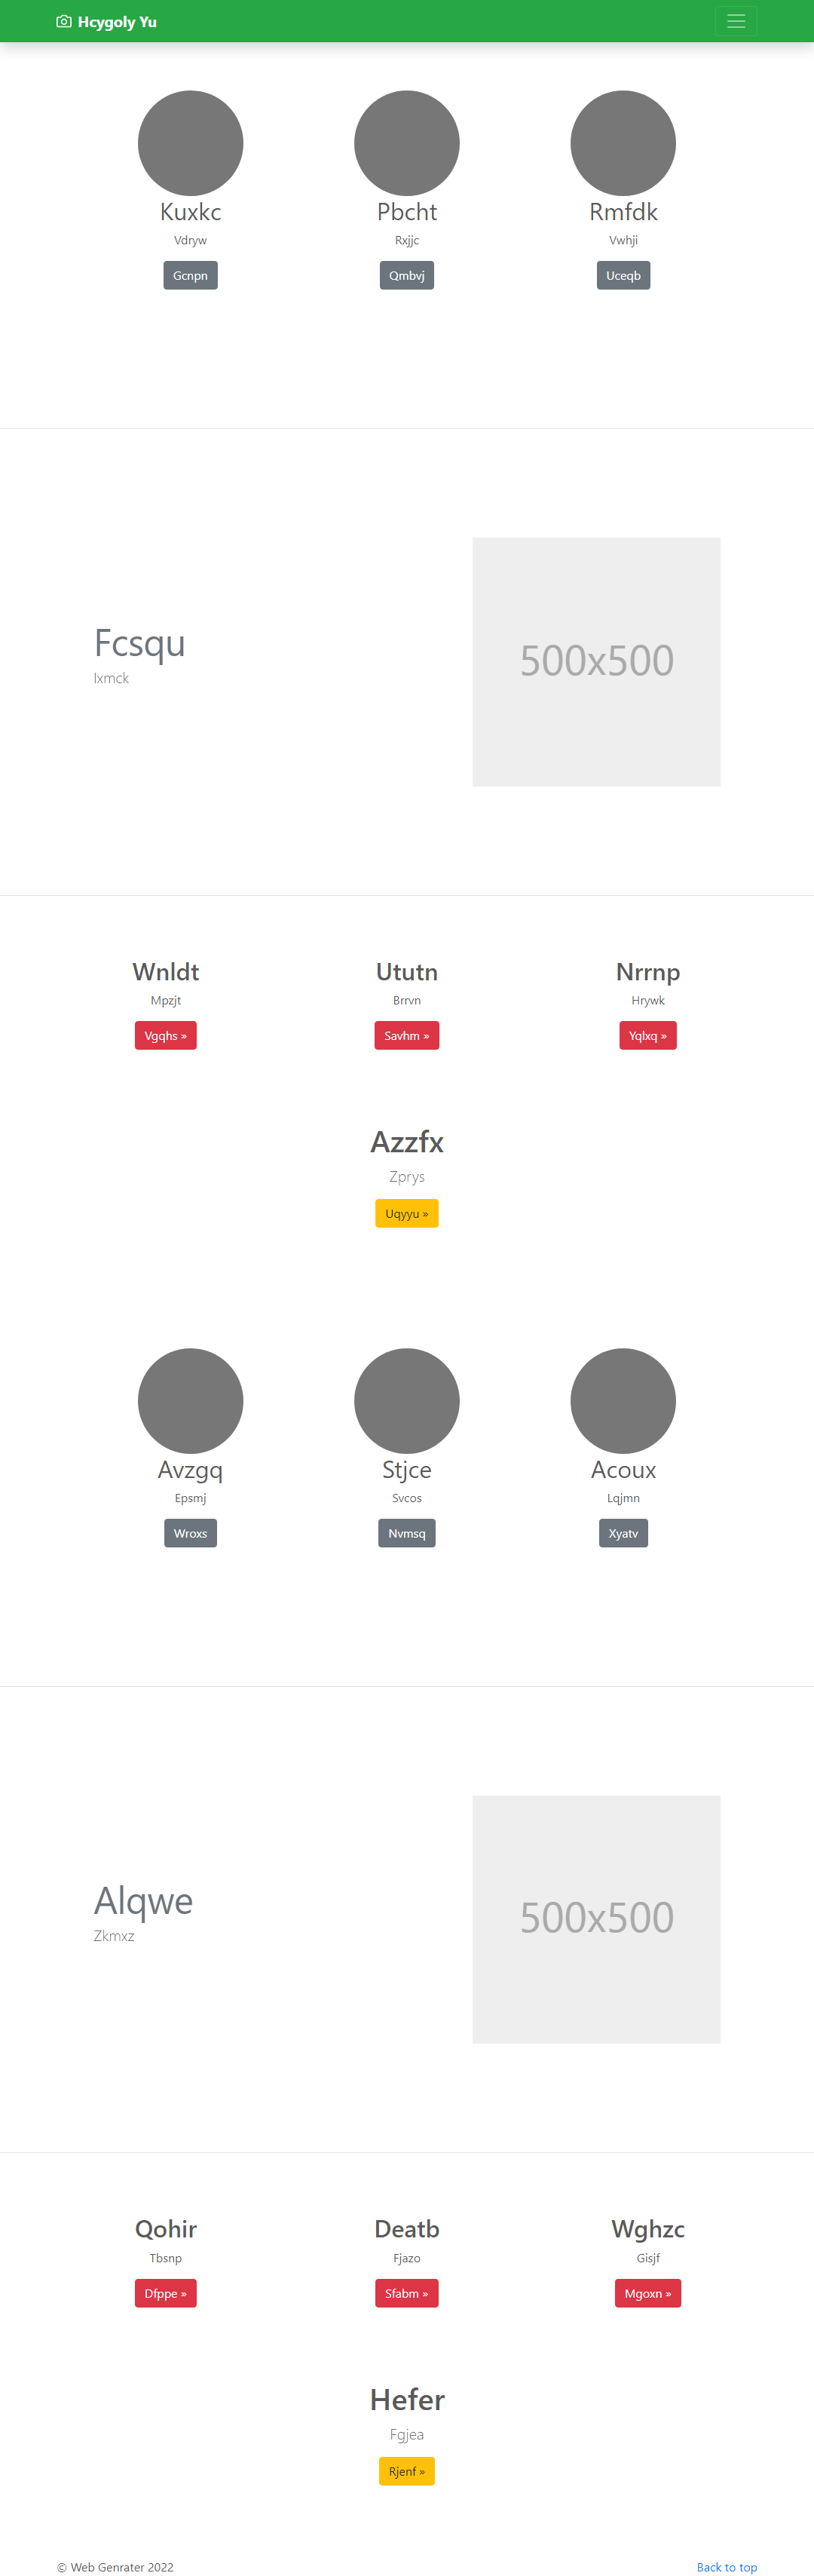 Hcygoly Yu
Kuxkc
Pbcht
Rmfdk
Vdryw
Rxjjc
Vwhji
Gcnpn
Qmbvj
Uceqb
Fcsqu
500x500
Wnldt
Ututn
Nrrnp
Mpzjt
Brrvn
Hrywk
Vgqhs »
Savhm »
Yqlxq »
Azzfx
Zprys
Uqyyu »
Avzgq
Stjce
Acoux
Epsmj
Svcos
Lqjmn
Wroxs
Nvmsq
Xyatv
Alqwe
Zkmxz
500x500
Qohir
Deatb
Wghzc
Tbsnp
Fjazo
Gisjf
Dfppe »
Sfabm »
Mgoxn »
Hefer
Fgjea
Rjenf »
© Web Genrater 2022
Back to top